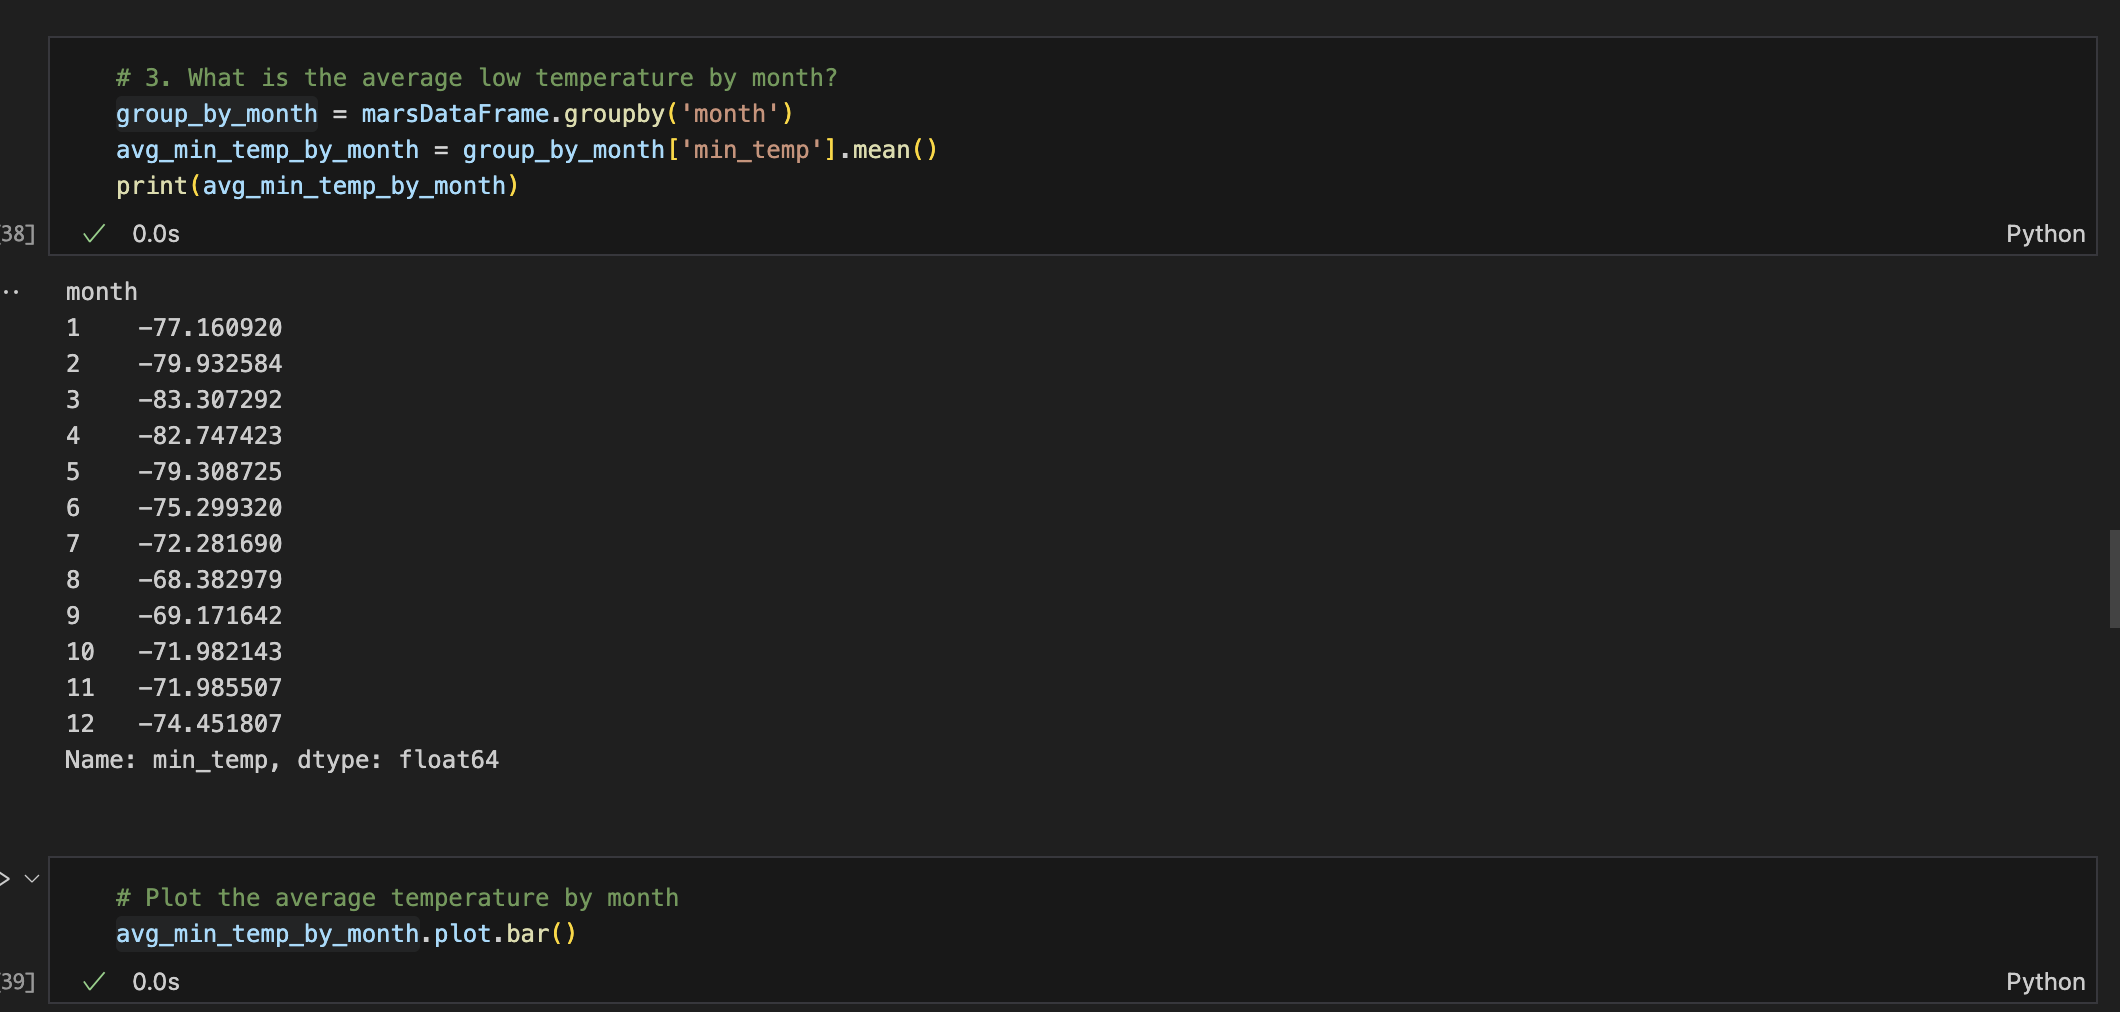 # 3. What is the average low temperature by month?
group_by_month = marsDataFrame.groupby('month')
avg_min_temp_by_month = group_by_month['min_temp'].mean()
print(avg_min_temp_by_month)
38] 0.0s Python
month
1 -77.160920
2 -79.932584
3 -83.307292
4 -82.747423
5 -79.308725
6 -75.299320
7 -72.281690
8 -68.382979
9 -69.171642
10 -71.982143
11 -71.985507
12 -74.451807
Name: min_temp, dtype: float64
# Plot the average temperature by month
avg_min_temp_by_month.plot.bar()
39] 0.0s Python